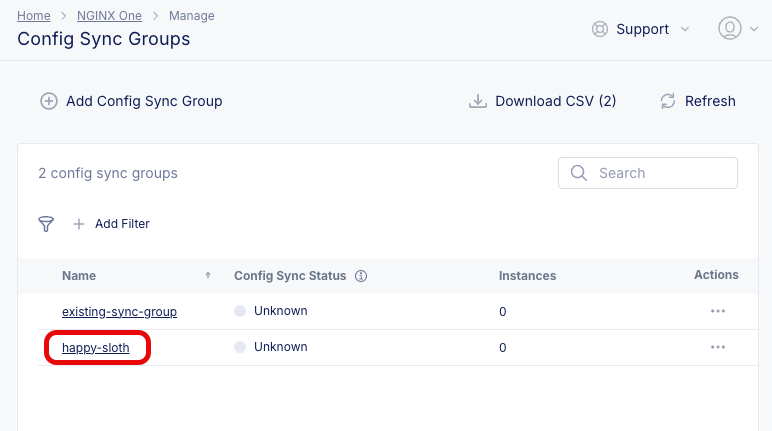 Home > NGINX One > Manage
Config Sync Groups
Support
Add Config Sync Group
Download CSV (2)
Refresh
2 config sync groups
Search
Add Filter
Name ↑ Config Sync Status Instances Actions
existing-sync-group Unknown 0 ...
happy-sloth Unknown 0 ...